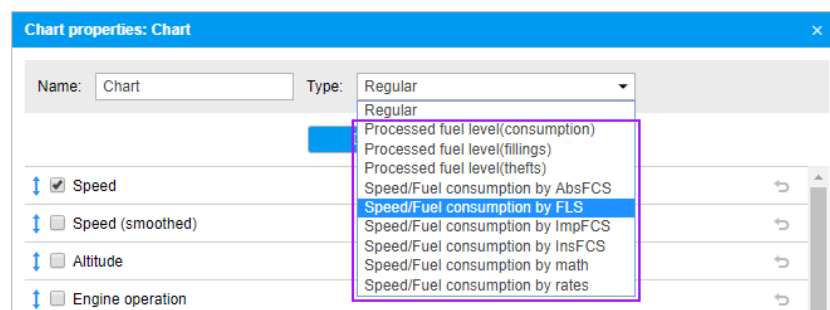 Chart properties: Chart ×
Name: Chart Type: Regular
Regular
Processed fuel level(consumption)
Processed fuel level(fillings)
Processed fuel level(thefts)
Speed/Fuel consumption by AbsFCS
Speed/Fuel consumption by FLS
Speed/Fuel consumption by ImpFCS
Speed/Fuel consumption by InsFCS
Speed/Fuel consumption by math
Speed/Fuel consumption by rates
Speed
Speed (smoothed)
Altitude
Engine operation